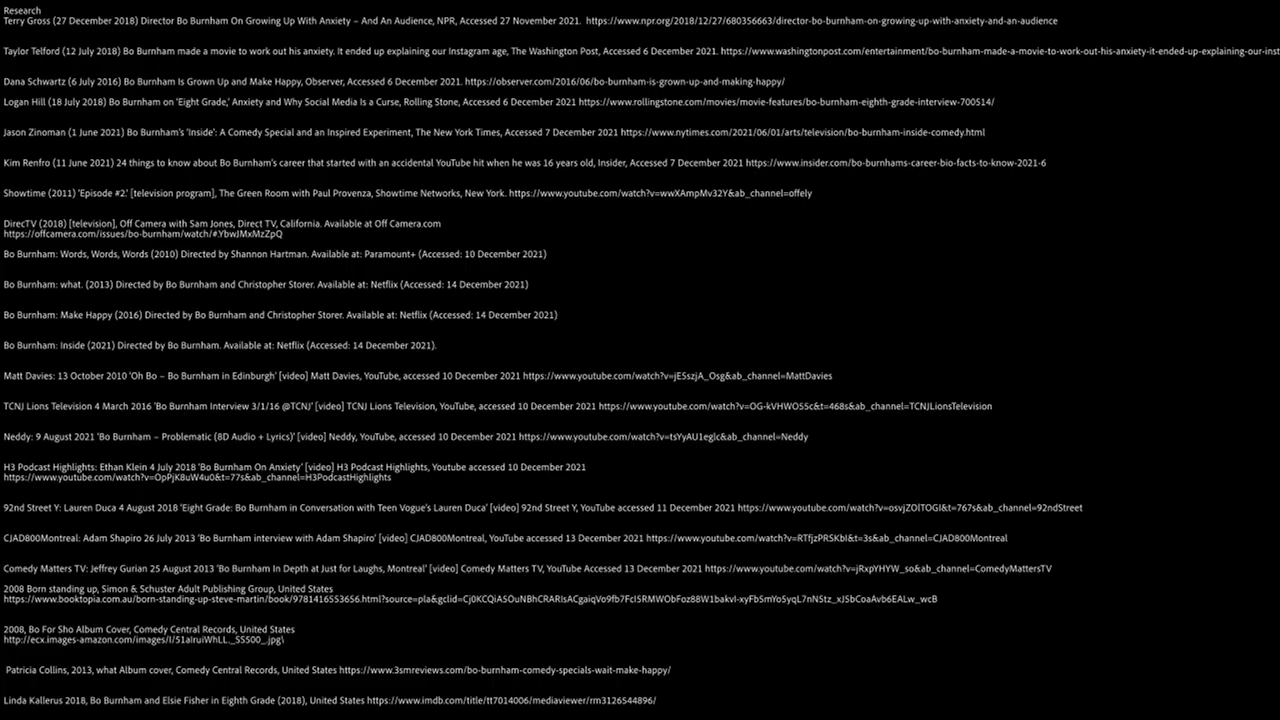 Research
Terry Gross (27 December 2018) Director Bo Burnham On Growing Up With Anxiety – And An Audience, NPR, Accessed 27 November 2021.  https://www.npr.org/2018/12/27/680356663/director-bo-burnham-on-growing-up-with-anxiety-and-an-audience
Taylor Telford (12 July 2018) Bo Burnham made a movie to work out his anxiety. It ended up explaining our Instagram age, The Washington Post, Accessed 6 December 2021. https://www.washingtonpost.com/entertainment/bo-burnham-made-a-movie-to-work-out-his-anxiety-it-ended-up-explaining-our-inst
Dana Schwartz (6 July 2016) Bo Burnham Is Grown Up and Make Happy, Observer, Accessed 6 December 2021. https://observer.com/2016/06/bo-burnham-is-grown-up-and-making-happy/
Logan Hill (18 July 2018) Bo Burnham on ‘Eight Grade,’ Anxiety and Why Social Media Is a Curse, Rolling Stone, Accessed 6 December 2021 https://www.rollingstone.com/movies/movie-features/bo-burnham-eighth-grade-interview-700514/
Jason Zinoman (1 June 2021) Bo Burnham’s ‘Inside’: A Comedy Special and an Inspired Experiment, The New York Times, Accessed 7 December 2021 https://www.nytimes.com/2021/06/01/arts/television/bo-burnham-inside-comedy.html
Kim Renfro (11 June 2021) 24 things to know about Bo Burnham’s career that started with an accidental YouTube hit when he was 16 years old, Insider, Accessed 7 December 2021 https://www.insider.com/bo-burnhams-career-bio-facts-to-know-2021-6
Showtime (2011) ‘Episode #2.’ [television program], The Green Room with Paul Provenza, Showtime Networks, New York. https://www.youtube.com/watch?v=wwXAmpMv32Y&ab_channel=offely
DirecTV (2018) [television], Off Camera with Sam Jones, Direct TV, California. Available at Off Camera.com
https://offcamera.com/issues/bo-burnham/watch/#.YbwJMxMzZpQ
Bo Burnham: Words, Words, Words (2010) Directed by Shannon Hartman. Available at: Paramount+ (Accessed: 10 December 2021)
Bo Burnham: what. (2013) Directed by Bo Burnham and Christopher Storer. Available at: Netflix (Accessed: 14 December 2021)
Bo Burnham: Make Happy (2016) Directed by Bo Burnham and Christopher Storer. Available at: Netflix (Accessed: 14 December 2021)
Bo Burnham: Inside (2021) Directed by Bo Burnham. Available at: Netflix (Accessed: 14 December 2021).
Matt Davies: 13 October 2010 ‘Oh Bo – Bo Burnham in Edinburgh’ [video] Matt Davies, YouTube, accessed 10 December 2021 https://www.youtube.com/watch?v=jESszjA_Osg&ab_channel=MattDavies
TCNJ Lions Television 4 March 2016 ‘Bo Burnham Interview 3/1/16 @TCNJ’ [video] TCNJ Lions Television, YouTube, accessed 10 December 2021 https://www.youtube.com/watch?v=OG-kVHWO55c&t=468s&ab_channel=TCNJLionsTelevision
Neddy: 9 August 2021 ‘Bo Burnham – Problematic (8D Audio + Lyrics)’ [video] Neddy, YouTube, accessed 10 December 2021 https://www.youtube.com/watch?v=tsYyAU1eglc&ab_channel=Neddy
H3 Podcast Highlights: Ethan Klein 4 July 2018 ‘Bo Burnham On Anxiety’ [video] H3 Podcast Highlights, Youtube accessed 10 December 2021
https://www.youtube.com/watch?v=OpPjK8uW4u0&t=77s&ab_channel=H3PodcastHighlights
92nd Street Y: Lauren Duca 4 August 2018 ‘Eight Grade: Bo Burnham in Conversation with Teen Vogue’s Lauren Duca’ [video] 92nd Street Y, YouTube accessed 11 December 2021 https://www.youtube.com/watch?v=osvjZOlTOGI&t=767s&ab_channel=92ndStreet
CJAD800Montreal: Adam Shapiro 26 July 2013 ‘Bo Burnham interview with Adam Shapiro’ [video] CJAD800Montreal, YouTube accessed 13 December 2021 https://www.youtube.com/watch?v=RTfjzPRSKbI&t=3s&ab_channel=CJAD800Montreal
Comedy Matters TV: Jeffrey Gurian 25 August 2013 ‘Bo Burnham In Depth at Just for Laughs, Montreal’ [video] Comedy Matters TV, YouTube Accessed 13 December 2021 https://www.youtube.com/watch?v=jRxpYHYW_so&ab_channel=ComedyMattersTV
2008 Born standing up, Simon & Schuster Adult Publishing Group, United States
https://www.booktopia.com.au/born-standing-up-steve-martin/book/9781416553656.html?source=pla&gclid=Cj0KCQiA5OuNBhCRARIsACgaiqVo9fb7FcI5RMWObFoz88W1bakvI-xyFbSmYo5yqL7nNStz_xJSbCoaAvb6EALw_wcB
2008, Bo For Sho Album Cover, Comedy Central Records, United States
http://ecx.images-amazon.com/images/I/51aIruiWhLL._SS500_.jpg\
Patricia Collins, 2013, what Album cover, Comedy Central Records, United States https://www.3smreviews.com/bo-burnham-comedy-specials-wait-make-happy/
Linda Kallerus 2018, Bo Burnham and Elsie Fisher in Eighth Grade (2018), United States https://www.imdb.com/title/tt7014006/mediaviewer/rm3126544896/